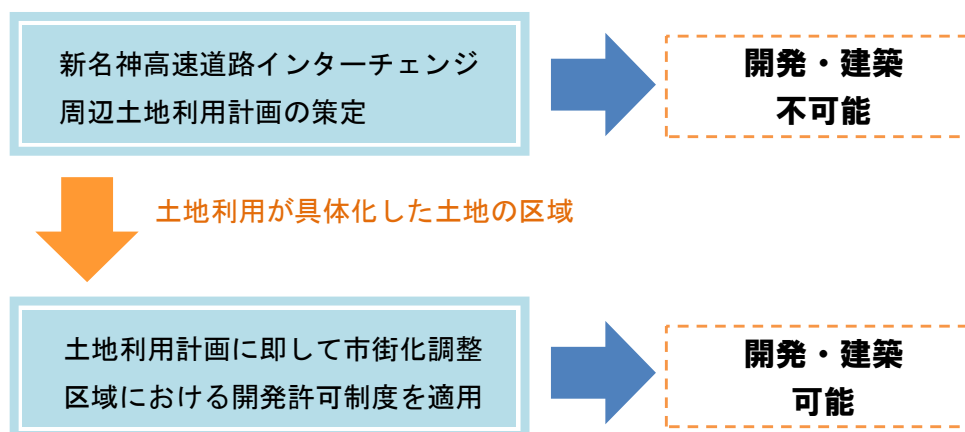 新名神高速道路インターチェンジ
周辺土地利用計画の策定
開発・建築
不可能
土地利用が具体化した土地の区域
土地利用計画に即して市街化調整
区域における開発許可制度を適用
開発・建築
可能